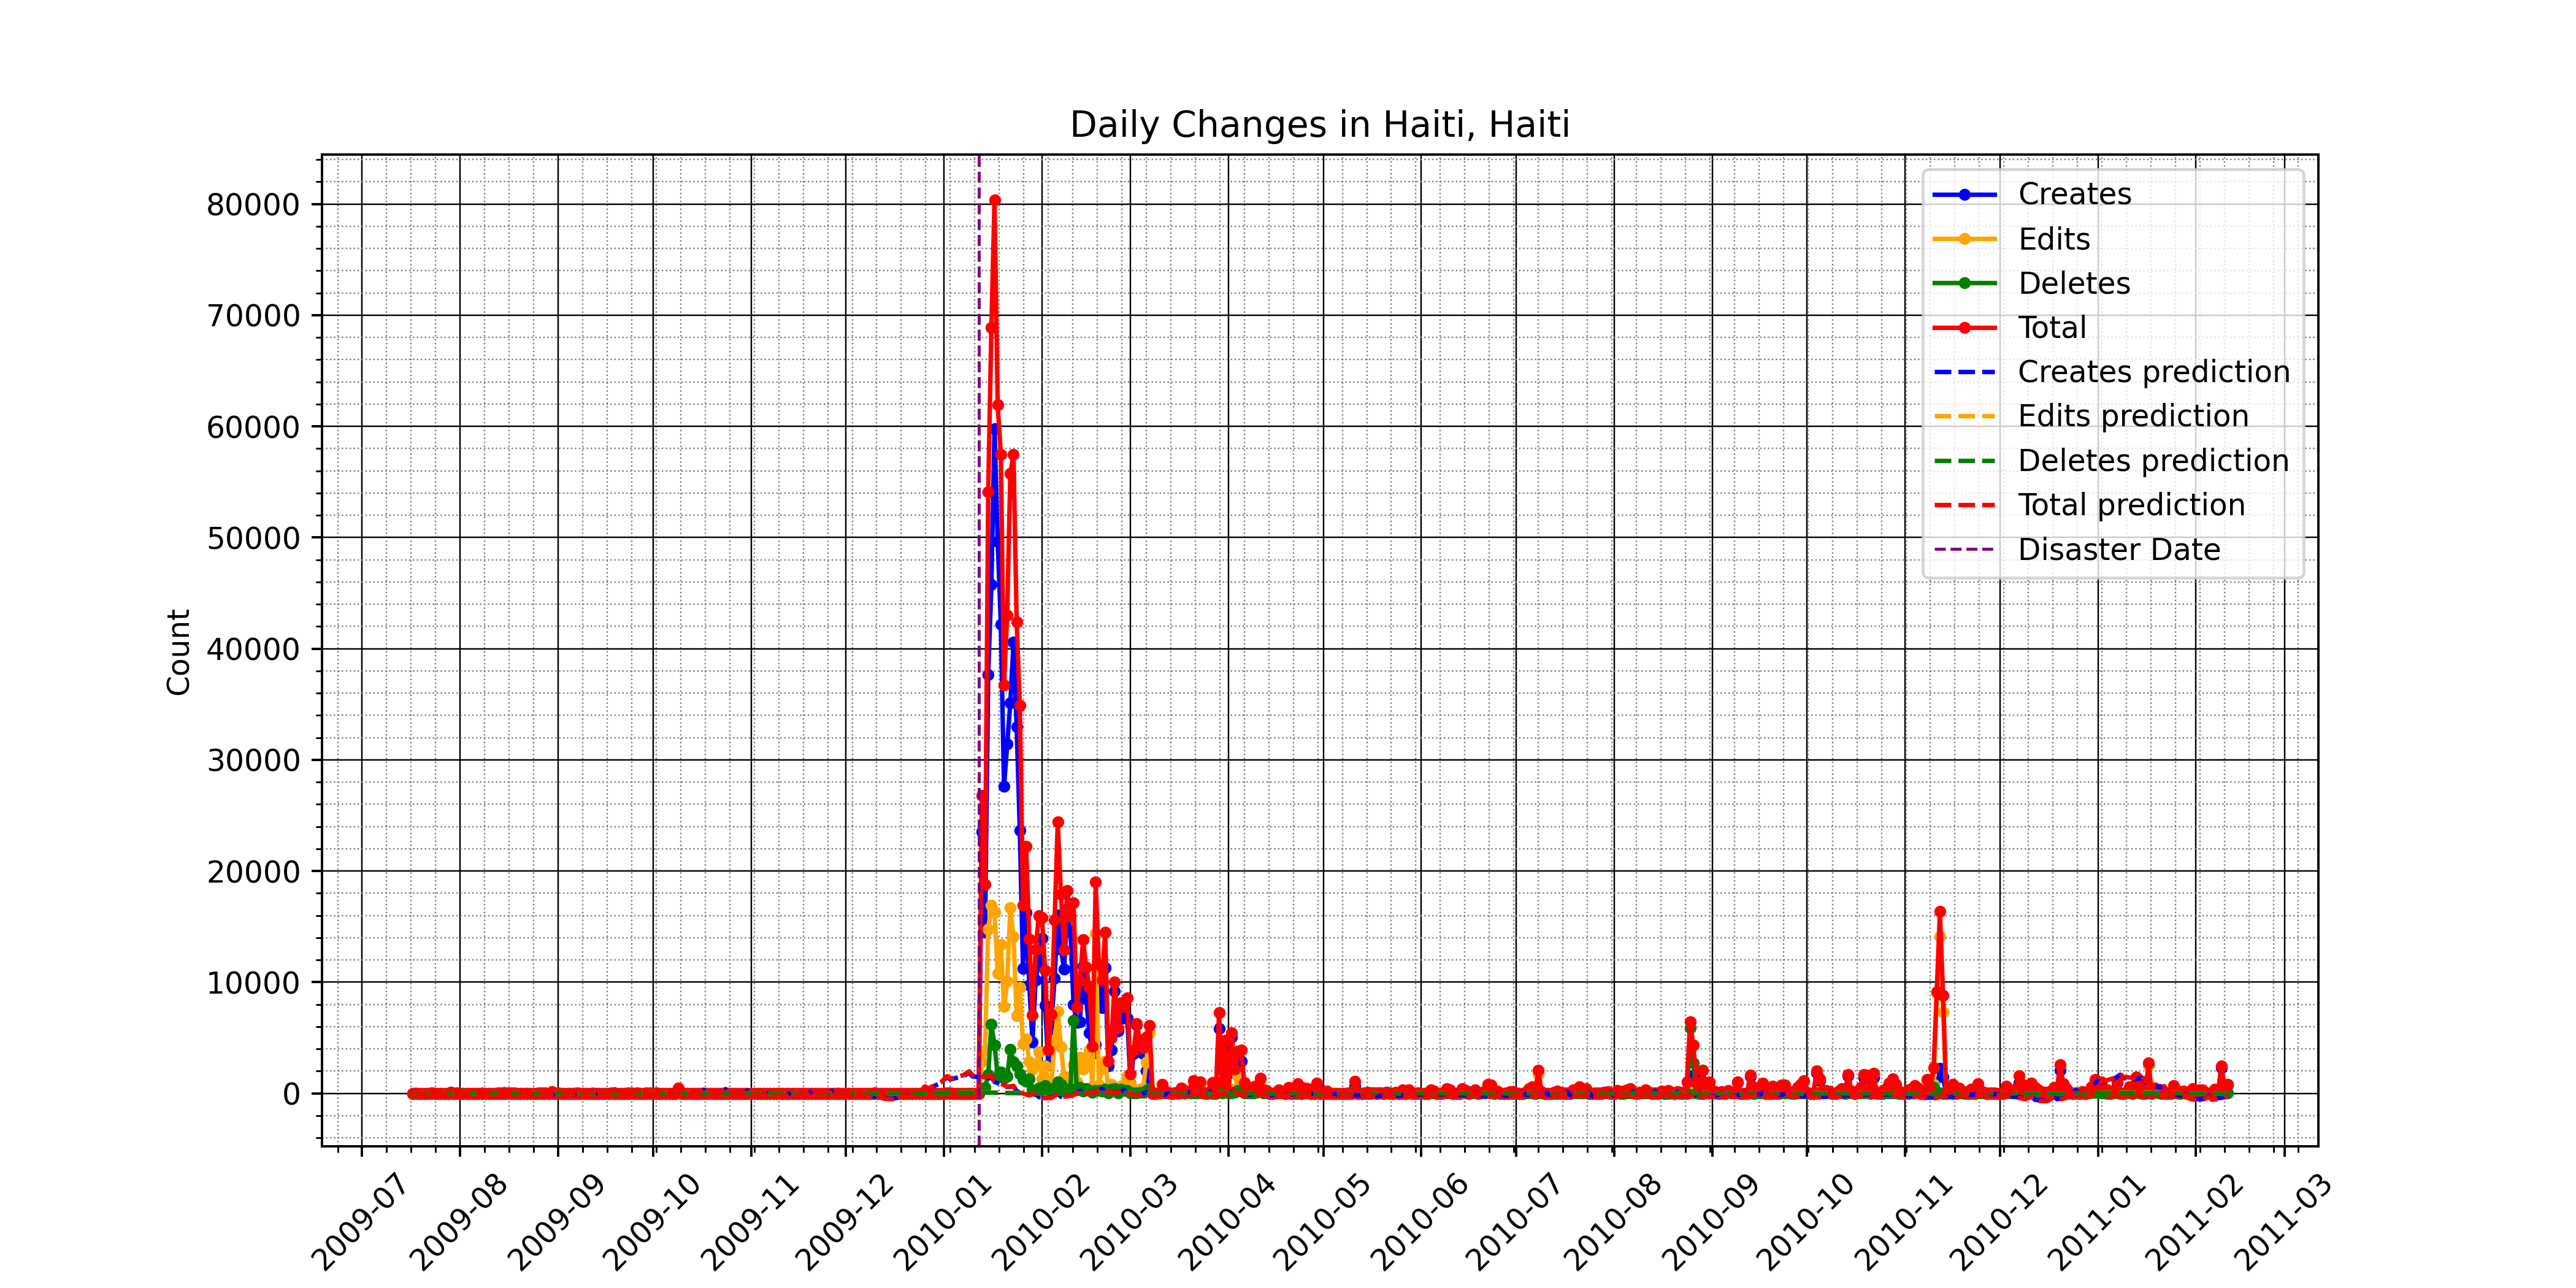 Daily Changes in Haiti, Haiti
Count
80000
70000
60000
50000
40000
30000
20000
10000
0
Creates
Edits
Deletes
Total
Creates prediction
Edits prediction
Deletes prediction
Total prediction
Disaster Date
2009-07
2009-08
2009-09
2009-10
2009-11
2009-12
2010-01
2010-02
2010-03
2010-04
2010-05
2010-06
2010-07
2010-08
2010-09
2010-10
2010-11
2010-12
2011-01
2011-02
2011-03